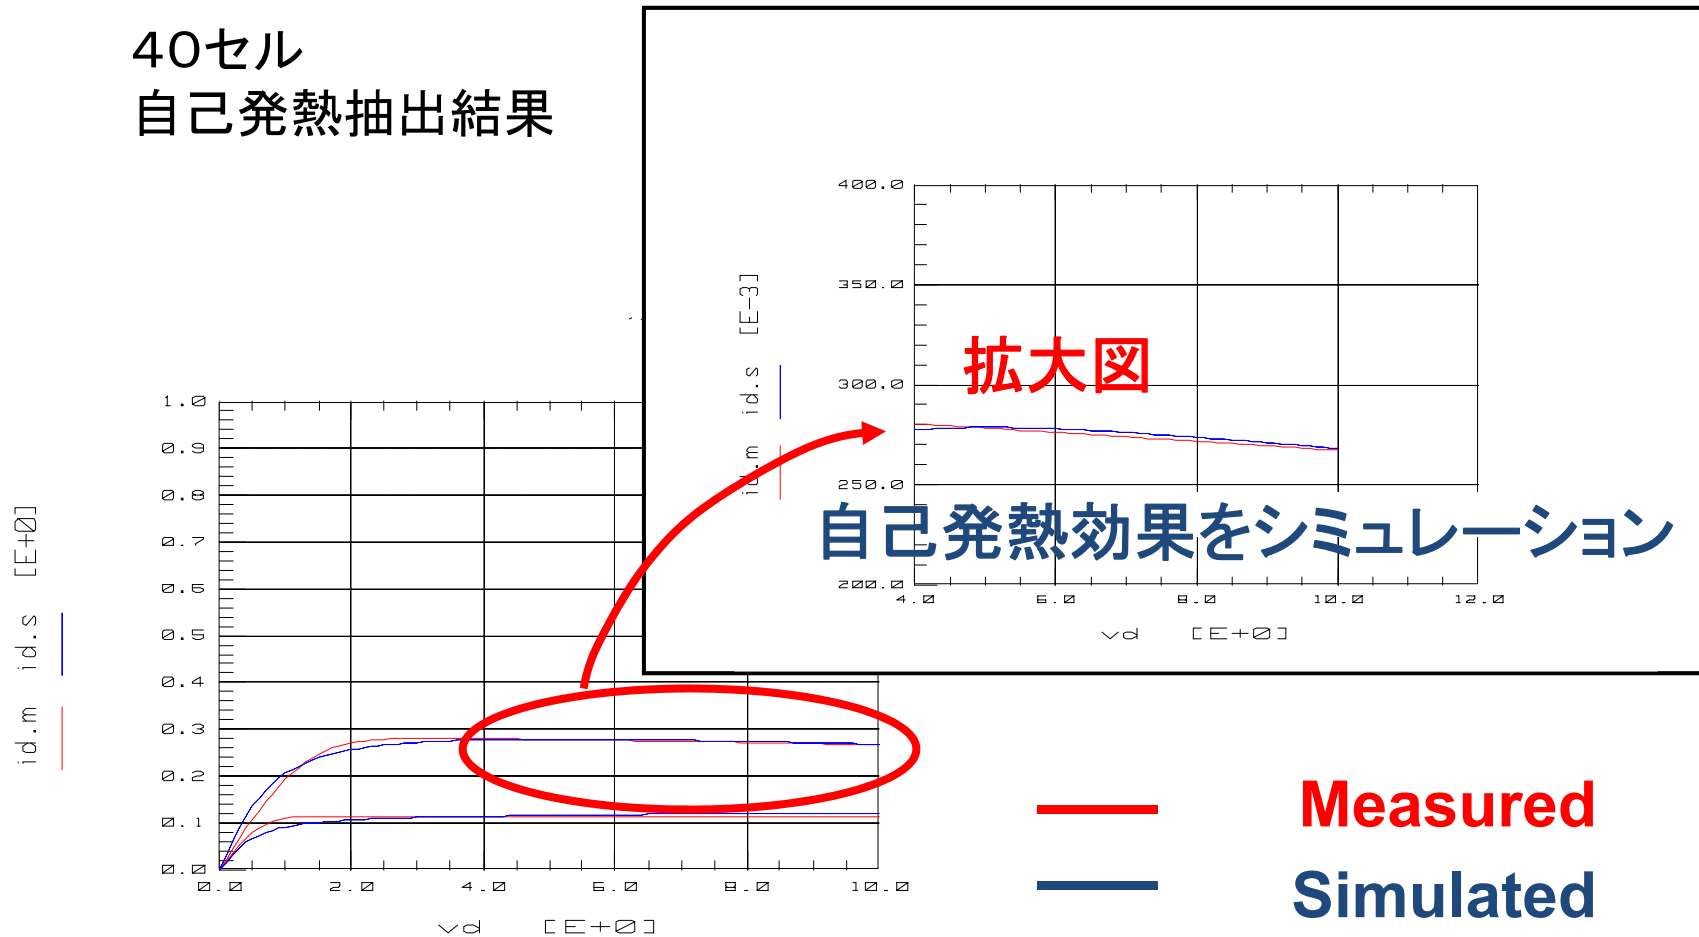 40セル
自己発熱抽出結果
400.0
350.0
300.0
250.0
200.0
4.0 6.0 8.0 10.0 12.0
vd [E+0]
id.m id.s [E-3]
拡大図
自己発熱効果をシミュレーション
1.0
0.9
0.8
0.7
0.6
0.5
0.4
0.3
0.2
0.1
0.0
0.0 2.0 4.0 6.0 8.0 10.0
vd [E+0]
id.m id.s [E+0]
Measured
Simulated